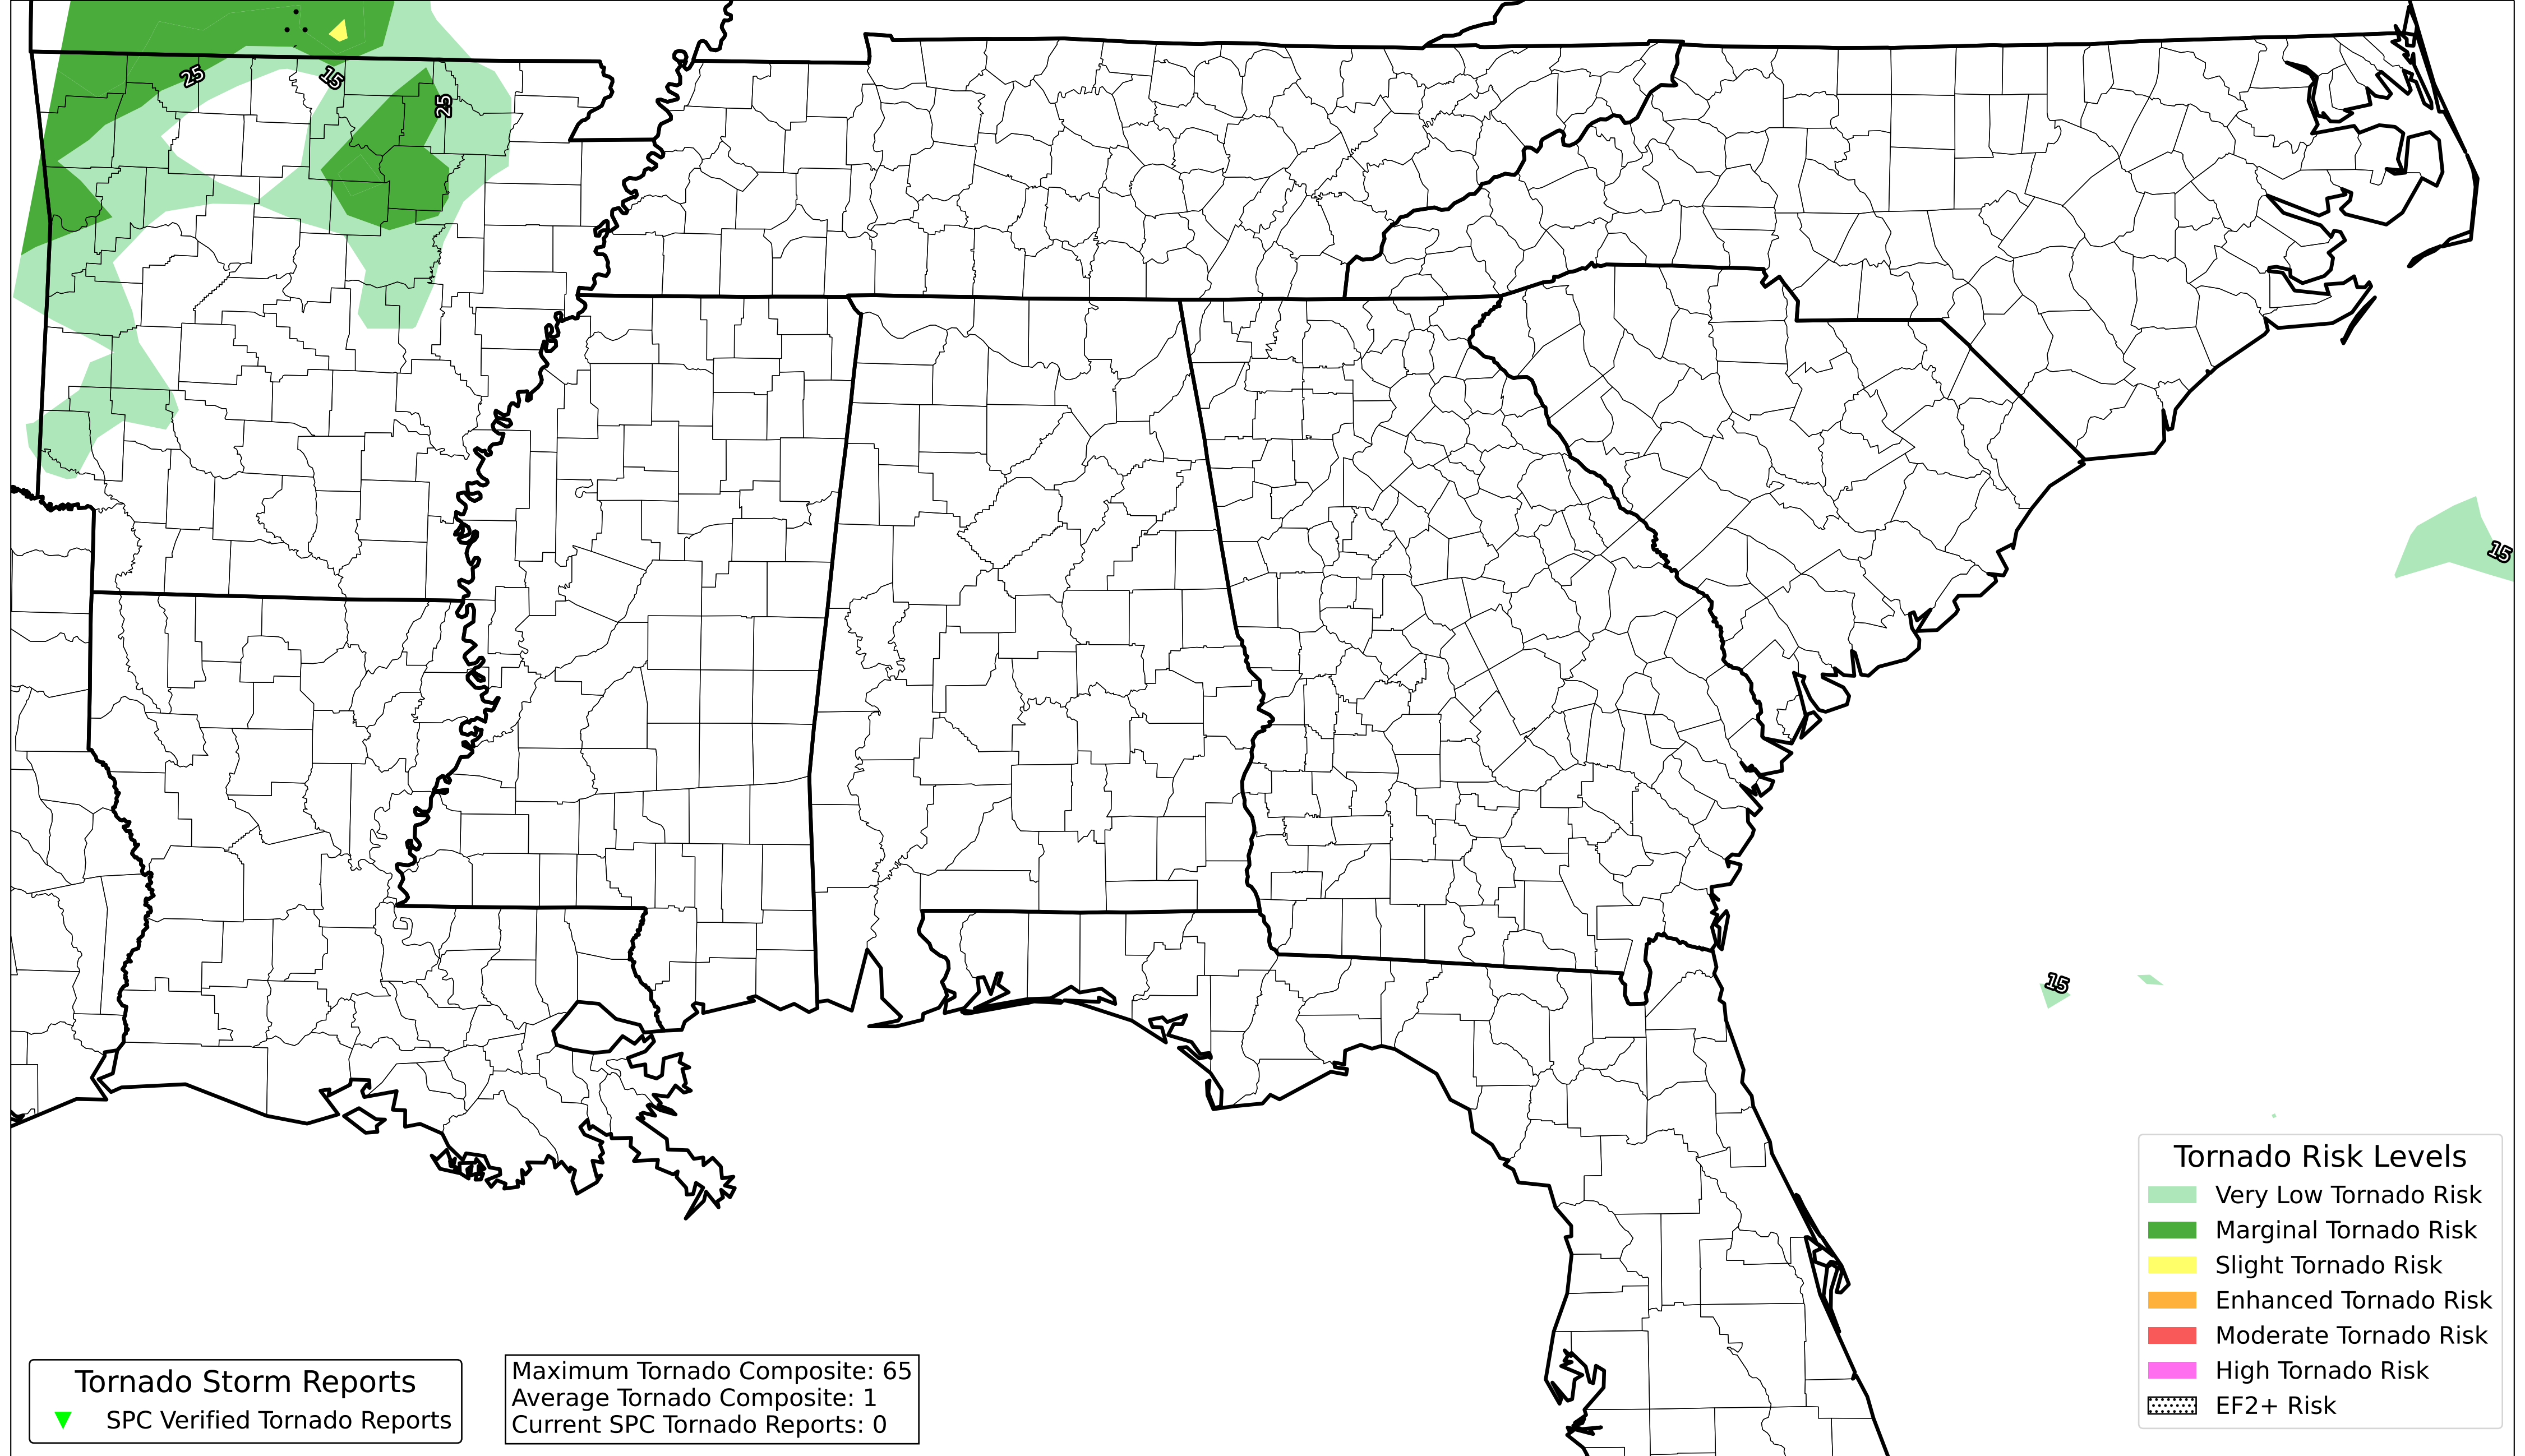 25
15
25
15
15
Tornado Risk Levels
Very Low Tornado Risk
Marginal Tornado Risk
Slight Tornado Risk
Enhanced Tornado Risk
Moderate Tornado Risk
High Tornado Risk
EF2+ Risk
Tornado Storm Reports
SPC Verified Tornado Reports
Maximum Tornado Composite: 65
Average Tornado Composite: 1
Current SPC Tornado Reports: 0